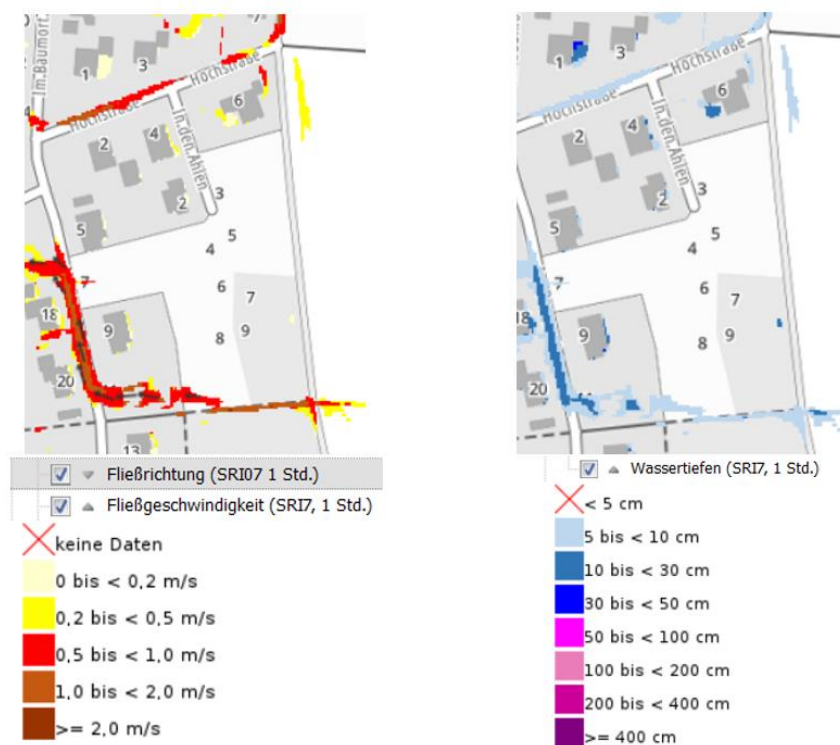 Im.Baumort.
7
1
3
Hochstraße
Hochstraße
6
In.den.Ahlen
2
4
2
3
5
5
4
7
6
7
18
9
9
8
20
13
Fließrichtung (SRI07 1 Std.)
Fließgeschwindigkeit (SRI7, 1 Std.)
keine Daten
0 bis < 0,2 m/s
0,2 bis < 0,5 m/s
0,5 bis < 1,0 m/s
1,0 bis < 2,0 m/s
>= 2,0 m/s
1
3
Hochstraße
Hochstraße
6
In.den.Ahlen
2
4
2
3
5
5
4
7
6
7
18
9
9
8
20
13
Wassertiefen (SRI7, 1 Std.)
< 5 cm
5 bis < 10 cm
10 bis < 30 cm
30 bis < 50 cm
50 bis < 100 cm
100 bis < 200 cm
200 bis < 400 cm
>= 400 cm